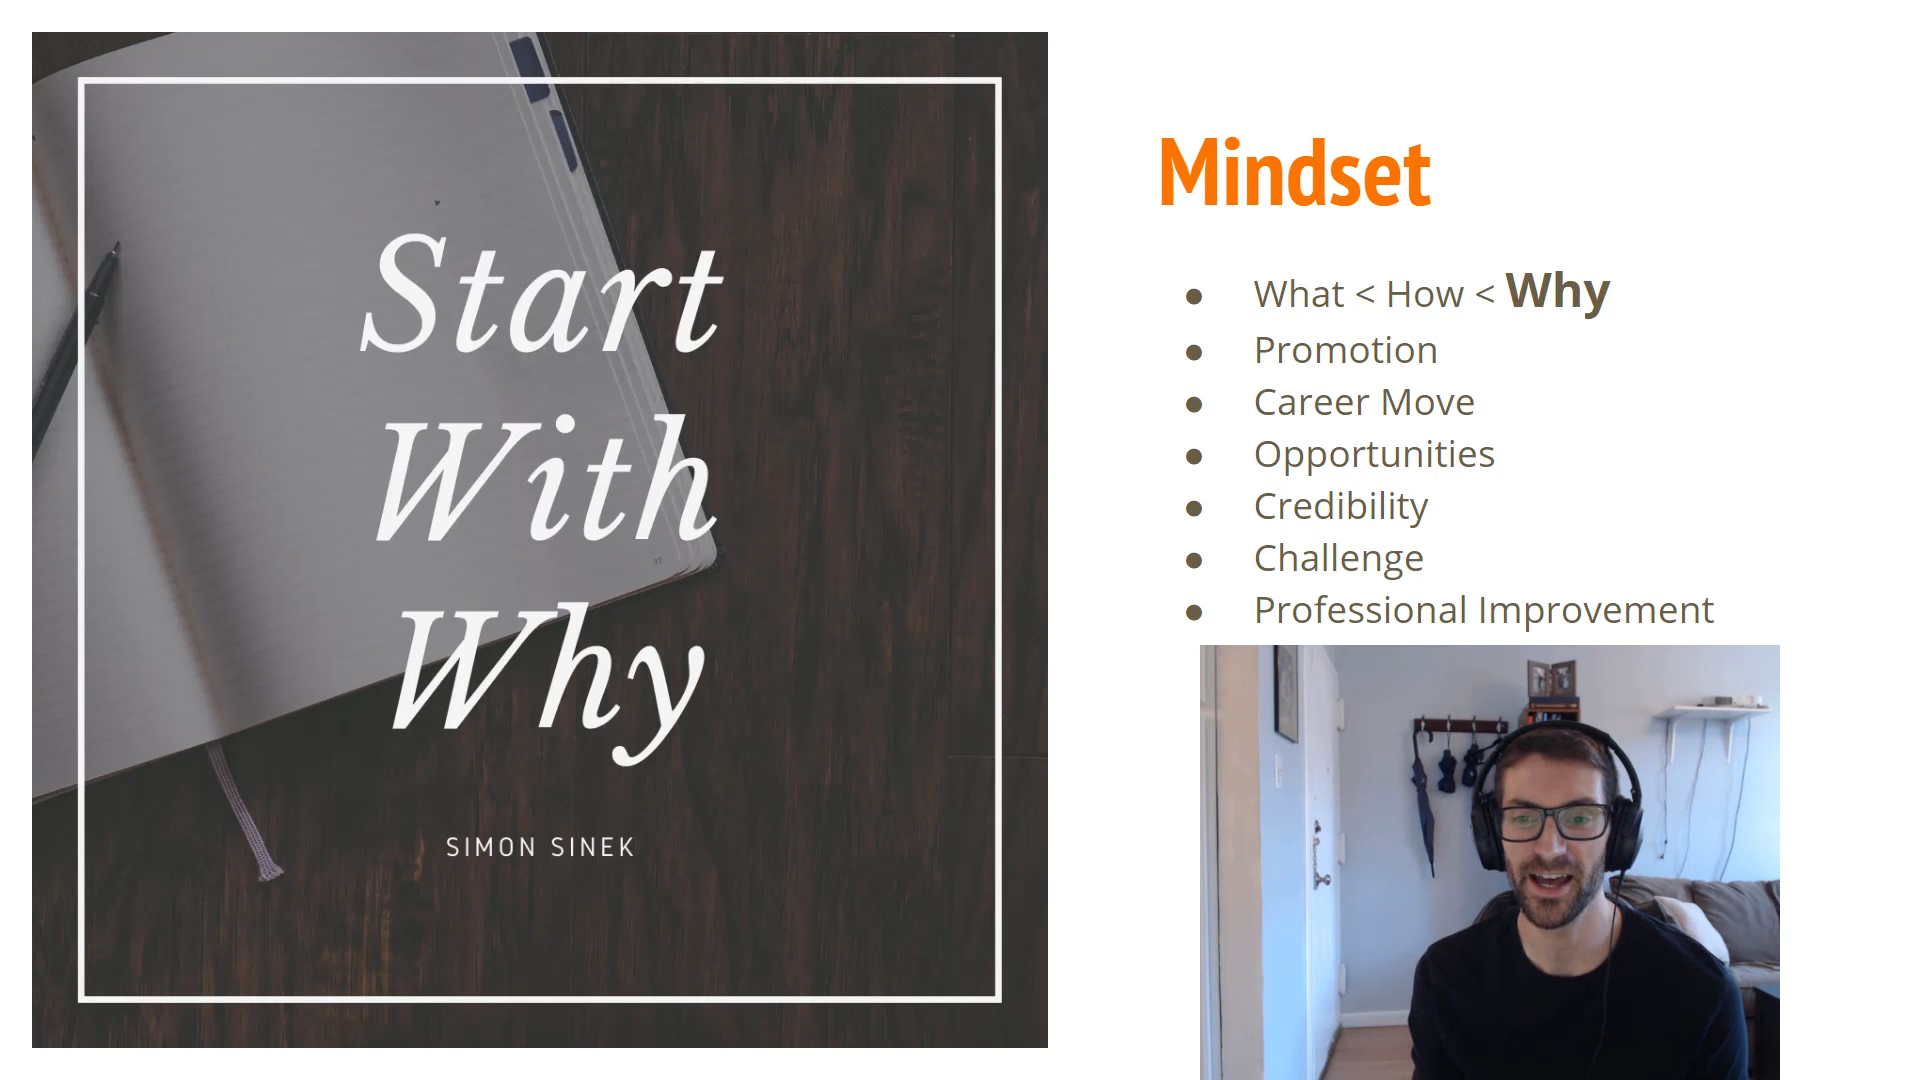 Start
With
Why
SIMON SINEK
Mindset
What < How < Why
Promotion
Career Move
Opportunities
Credibility
Challenge
Professional Improvement